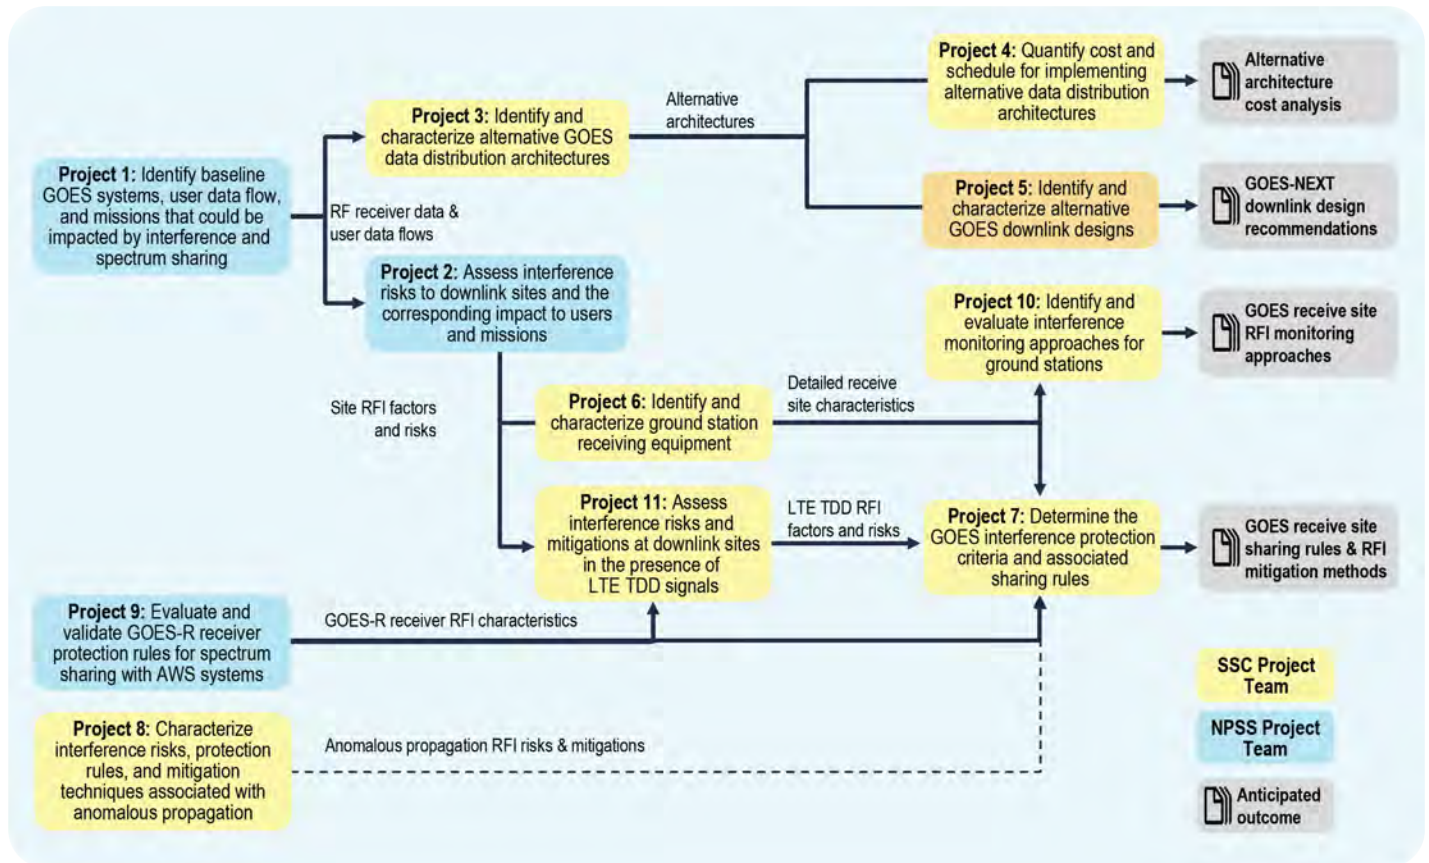 Project 1: Identify baseline
GOES systems, user data flow,
and missions that could be
impacted by interference and
spectrum sharing
RF receiver data &
user data flows
Project 3: Identify and
characterize alternative GOES
data distribution architectures
Alternative
architectures
Project 4: Quantify cost and
schedule for implementing
alternative data distribution
architectures
Alternative
architecture
cost analysis
Project 5: Identify and
characterize alternative
GOES downlink designs
GOES-NEXT
downlink design
recommendations
Project 2: Assess interference
risks to downlink sites and the
corresponding impact to users
and missions
Site RFI factors
and risks
Project 6: Identify and
characterize ground station
receiving equipment
Detailed receive
site characteristics
Project 10: Identify and
evaluate interference
monitoring approaches for
ground stations
GOES receive site
RFI monitoring
approaches
Project 11: Assess
interference risks and
mitigations at downlink sites
in the presence of
LTE TDD signals
LTE TDD RFI
factors and risks
Project 7: Determine the
GOES interference protection
criteria and associated
sharing rules
GOES receive site
sharing rules & RFI
mitigation methods
Project 9: Evaluate and
validate GOES-R receiver
protection rules for spectrum
sharing with AWS systems
GOES-R receiver RFI characteristics
Project 8: Characterize
interference risks, protection
rules, and mitigation
techniques associated with
anomalous propagation
Anomalous propagation RFI risks & mitigations
SSC Project
Team
NPSS Project
Team
Anticipated
outcome